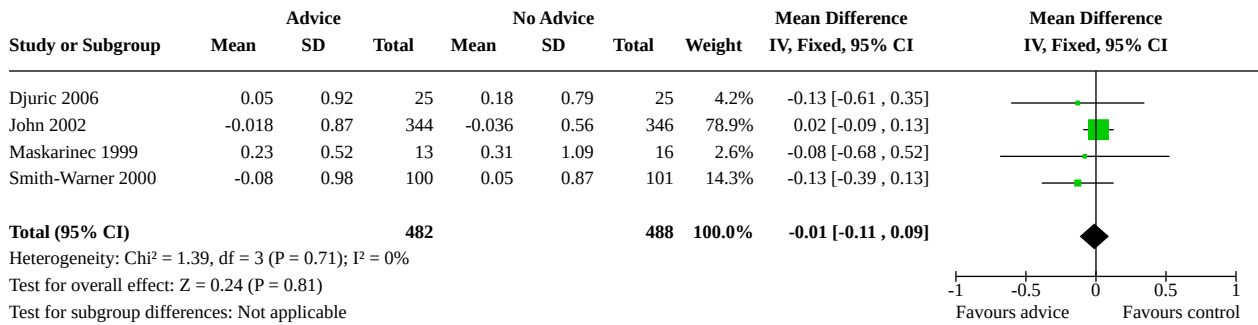 Advice No Advice Mean Difference Mean Difference
Study or Subgroup Mean SD Total Mean SD Total Weight IV, Fixed, 95% CI IV, Fixed, 95% CI
Djuric 2006 0.05 0.92 25 0.18 0.79 25 4.2% -0.13 [-0.61 , 0.35]
John 2002 -0.018 0.87 344 -0.036 0.56 346 78.9% 0.02 [-0.09 , 0.13]
Maskarinec 1999 0.23 0.52 13 0.31 1.09 16 2.6% -0.08 [-0.68 , 0.52]
Smith-Warner 2000 -0.08 0.98 100 0.05 0.87 101 14.3% -0.13 [-0.39 , 0.13]
Total (95% CI) 482 488 100.0% -0.01 [-0.11 , 0.09]
Heterogeneity: Chi² = 1.39, df = 3 (P = 0.71); I² = 0%
Test for overall effect: Z = 0.24 (P = 0.81)
-1 -0.5 0 0.5 1
Test for subgroup differences: Not applicable
Favours advice Favours control